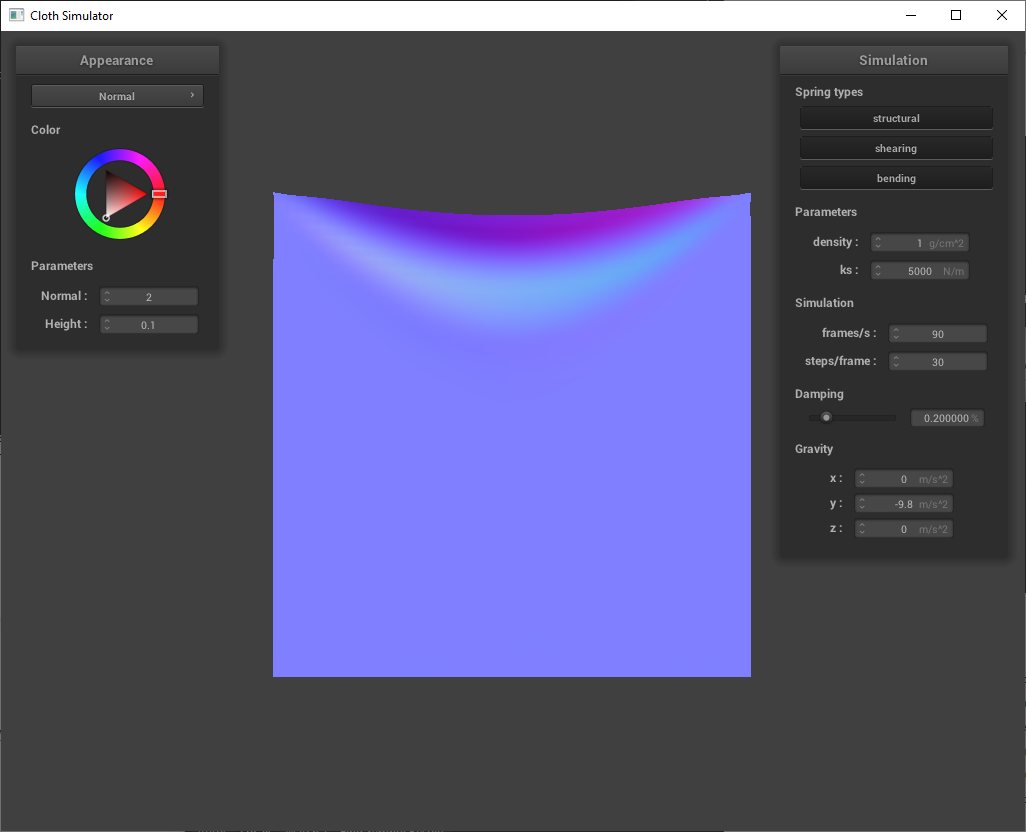 Cloth Simulator
Appearance
Normal
Color
Parameters
Normal : 2
Height : 0.1
Simulation
Spring types
structural
shearing
bending
Parameters
density : 1 g/cm^2
ks : 5000 N/m
Simulation
frames/s : 90
steps/frame : 30
Damping
0.200000 %
Gravity
x : 0 m/s^2
y : -9.8 m/s^2
z : 0 m/s^2